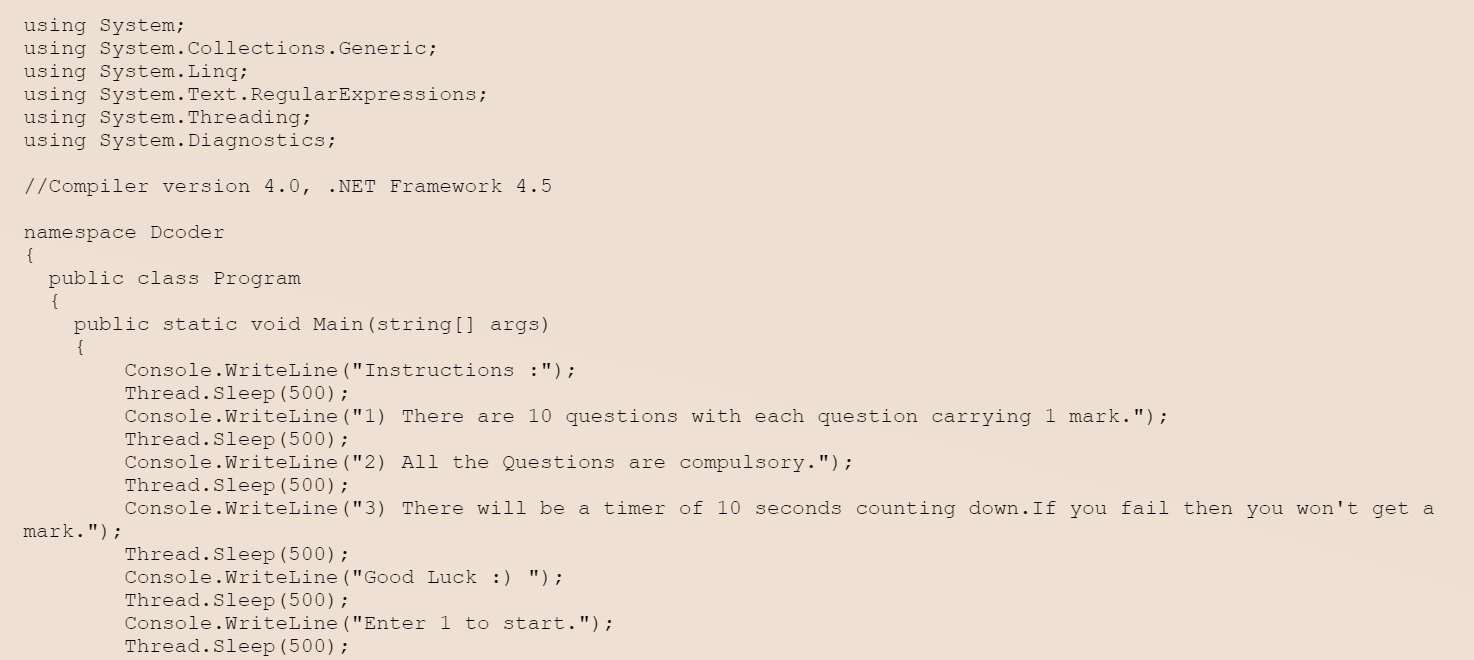 using System;
using System.Collections.Generic;
using System.Linq;
using System.Text.RegularExpressions;
using System.Threading;
using System.Diagnostics;

//Compiler version 4.0, .NET Framework 4.5

namespace Dcoder
{
  public class Program
  {
    public static void Main(string[] args)
    {
        Console.WriteLine("Instructions :");
        Thread.Sleep(500);
        Console.WriteLine("1) There are 10 questions with each question carrying 1 mark.");
        Thread.Sleep(500);
        Console.WriteLine("2) All the Questions are compulsory.");
        Thread.Sleep(500);
        Console.WriteLine("3) There will be a timer of 10 seconds counting down.If you fail then you won't get a
mark.");
        Thread.Sleep(500);
        Console.WriteLine("Good Luck :) ");
        Thread.Sleep(500);
        Console.WriteLine("Enter 1 to start.");
        Thread.Sleep(500);